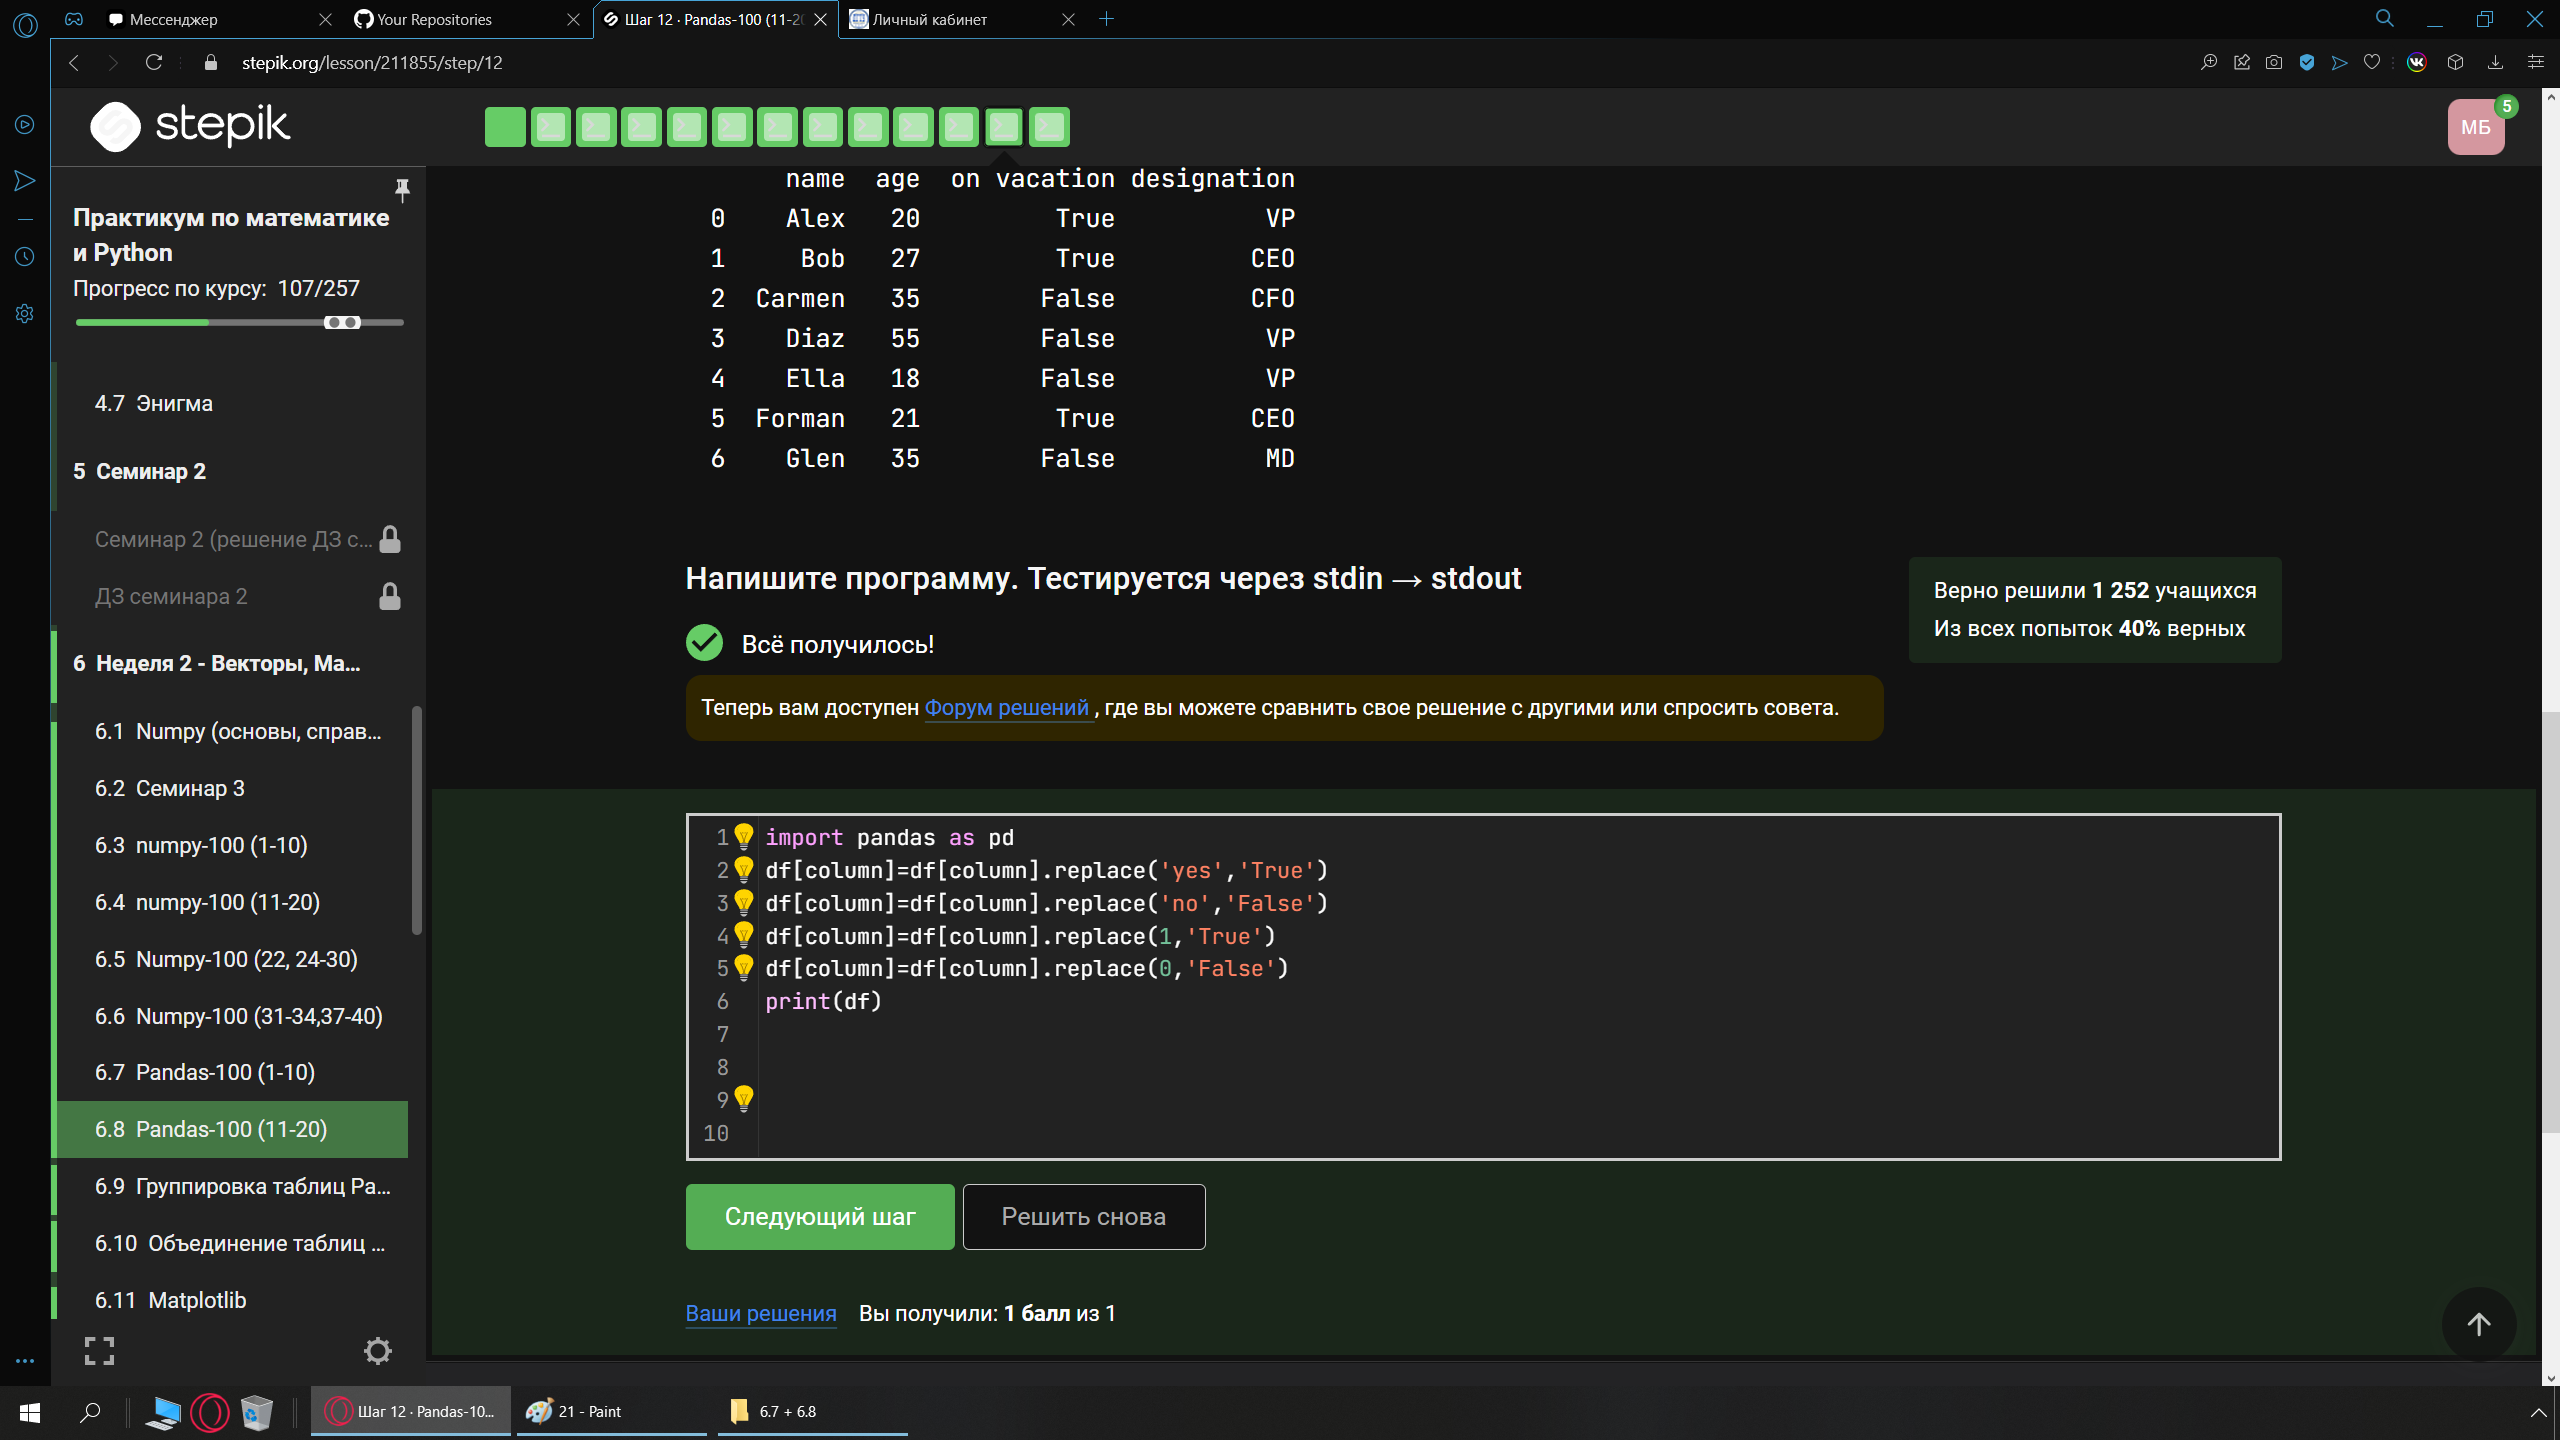 Мессенджер
Your Repositories
Шаг 12 · Pandas-100 (11-20
Личный кабинет
stepik.org/lesson/211855/step/12
stepik
МБ
5
Практикум по математике
и Python
Прогресс по курсу: 107/257
4.7 Энигма
5 Семинар 2
Семинар 2 (решение ДЗ с...
ДЗ семинара 2
6 Неделя 2 - Векторы, Ма...
6.1 Numpy (основы, справ...
6.2 Семинар 3
6.3 numpy-100 (1-10)
6.4 numpy-100 (11-20)
6.5 Numpy-100 (22, 24-30)
6.6 Numpy-100 (31-34,37-40)
6.7 Pandas-100 (1-10)
6.8 Pandas-100 (11-20)
6.9 Группировка таблиц Pa...
6.10 Объединение таблиц ...
6.11 Matplotlib
name age on vacation designation
0 Alex 20 True VP
1 Bob 27 True CEO
2 Carmen 35 False CFO
3 Diaz 55 False VP
4 Ella 18 False VP
5 Forman 21 True CEO
6 Glen 35 False MD
Напишите программу. Тестируется через stdin → stdout
Верно решили 1 252 учащихся
Из всех попыток 40% верных
Всё получилось!
Теперь вам доступен Форум решений , где вы можете сравнить свое решение с другими или спросить совета.
1 import pandas as pd
2 df[column]=df[column].replace('yes','True')
3 df[column]=df[column].replace('no','False')
4 df[column]=df[column].replace(1,'True')
5 df[column]=df[column].replace(0,'False')
6 print(df)
7
8
9
10
Следующий шаг
Решить снова
Ваши решения Вы получили: 1 балл из 1
Шаг 12 · Pandas-10...
21 - Paint
6.7 + 6.8